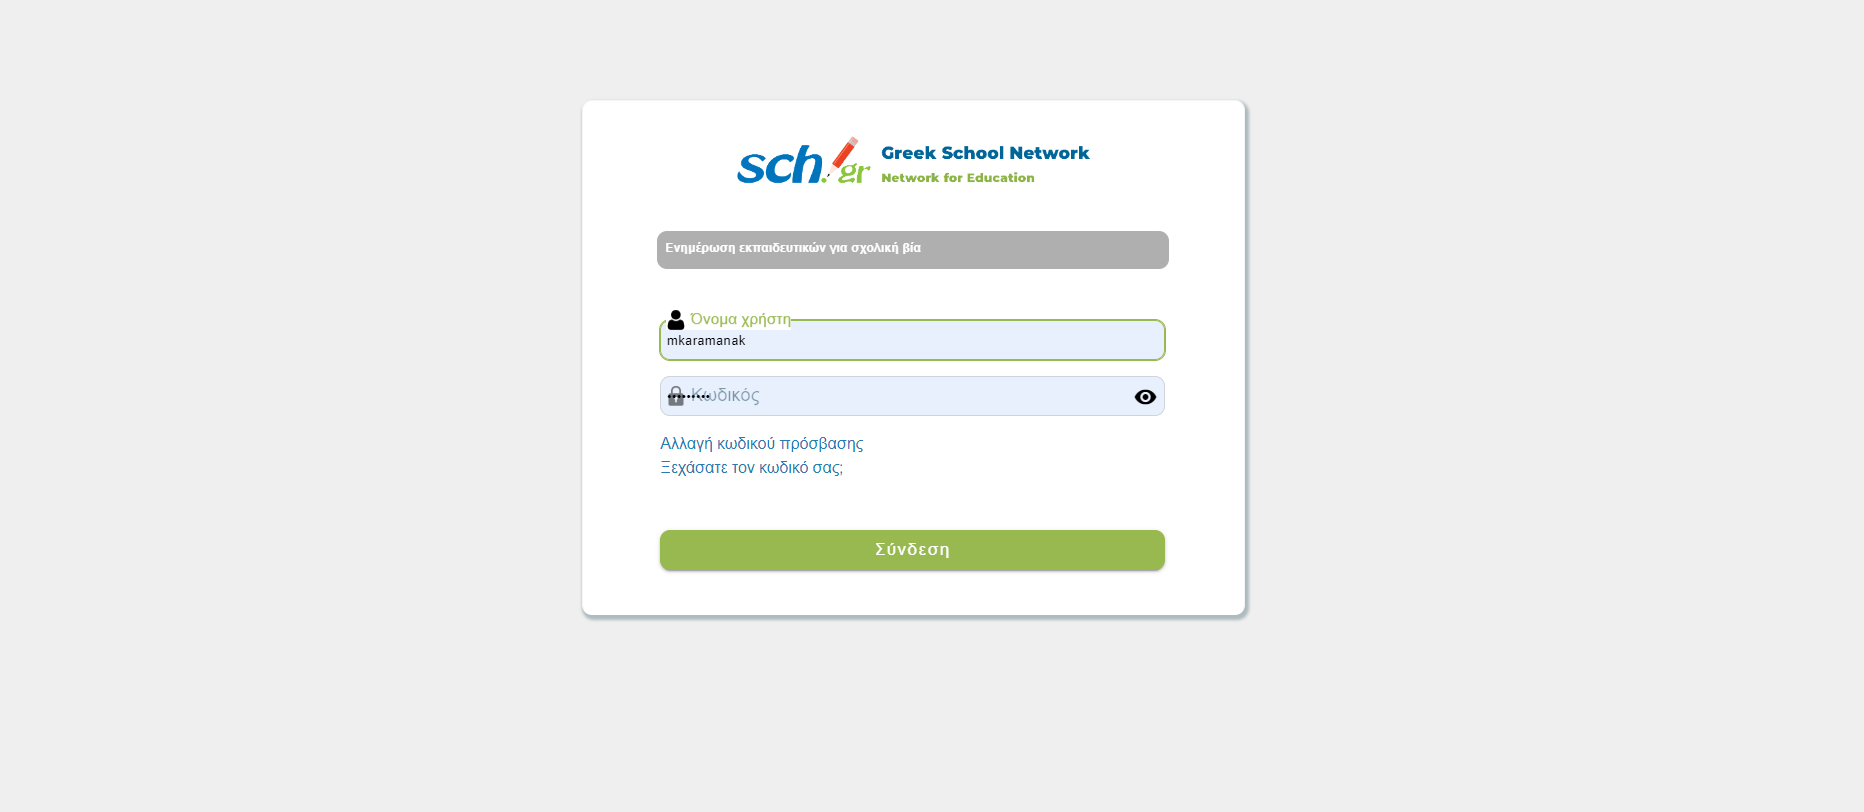 sch.gr
Greek School Network
Network for Education
Ενημέρωση εκπαιδευτικών για σχολική βία
Όνομα χρήστη
mkaramanak
Κωδικός
Αλλαγή κωδικού πρόσβασης
Ξεχάσατε τον κωδικό σας;
Σύνδεση